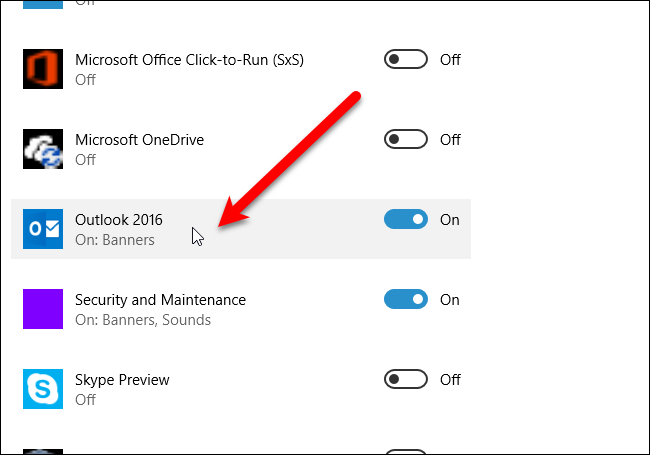 Off
Microsoft Office Click-to-Run (SxS)
Off
Off
Microsoft OneDrive
Off
Off
Outlook 2016
On
On: Banners
Security and Maintenance
On
On: Banners, Sounds
Skype Preview
Off
Off